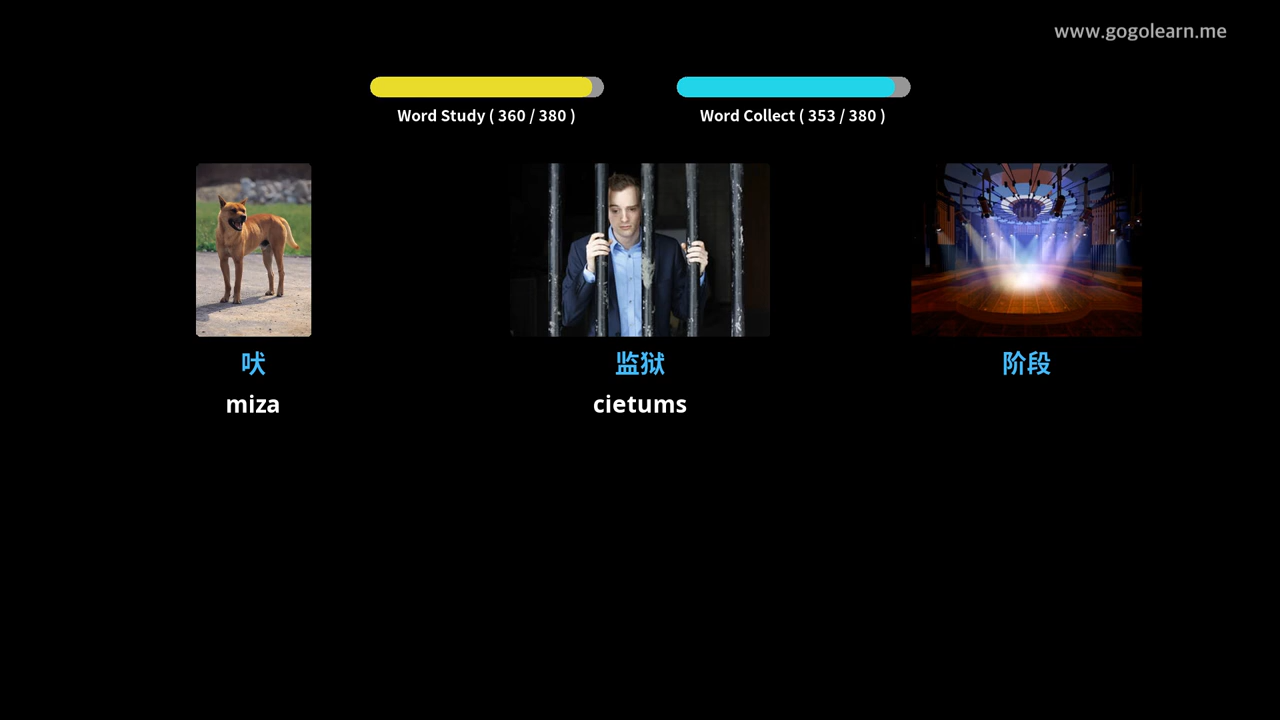 www.gogolearn.me
Word Study ( 360 / 380 )
Word Collect ( 353 / 380 )
吠
监狱
阶段
miza
cietums